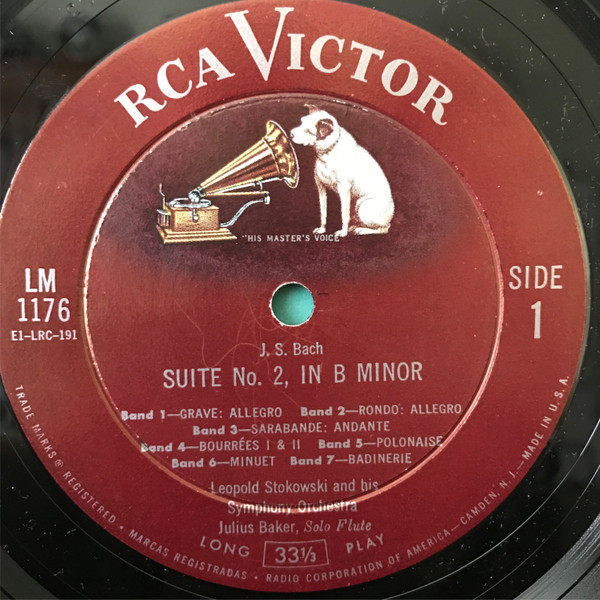 RCA VICTOR
"HIS MASTER'S VOICE"
LM
1176
E1-LRC-191
SIDE
1
J. S. Bach
SUITE No. 2, IN B MINOR
Band 1—GRAVE: ALLEGRO Band 2—RONDO: ALLEGRO
Band 3—SARABANDE: ANDANTE
Band 4—BOURRÉES I & II Band 5—POLONAISE
Band 6—MINUET Band 7—BADINERIE
Leopold Stokowski and his
Symphony Orchestra
Julius Baker, Solo Flute
LONG 33⅓ PLAY
TRADE MARKS ® REGISTERED • MARCAS REGISTRADAS • RADIO CORPORATION OF AMERICA—CAMDEN, N. J.—MADE IN U.S.A.